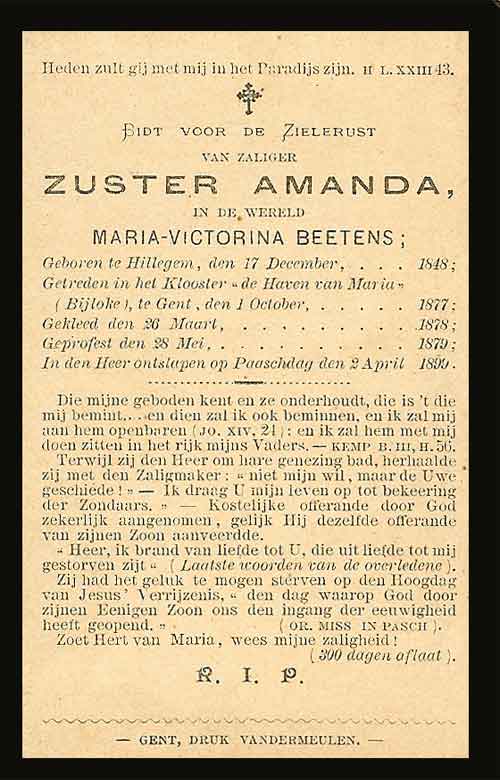 Heden zult gij met mij in het Paradijs zijn. H L. XXIII 43.
BIDT VOOR DE ZIELERUST
VAN ZALIGER
ZUSTER AMANDA,
IN DE WERELD
MARIA-VICTORINA BEETENS ;
Geboren te Hillegem, den 17 December, . . . 1848 ;
Getreden in het Klooster « de Haven van Maria »
( Bijloke ), te Gent, den 1 October, . . . . . 1877 ;
Gekleed den 26 Maart, . . . . . . . . . . 1878 ;
Geprofest den 28 Mei, . . . . . . . . . . 1879 ;
In den Heer ontslapen op Paaschdag den 2 April 1899.
Die mijne geboden kent en ze onderhoudt, die is 't die
mij bemint.....en dien zal ik ook beminnen, en ik zal mij
aan hem openbaren (JO. XIV, 21) : en ik zal hem met mij
doen zitten in het rijk mijns Vaders. — KEMP B. III, H. 56.
Terwijl zij den Heer om hare genezing bad, herhaalde
zij met den Zaligmaker : « niet mijn wil, maar de Uwe
geschiede ! » — Ik draag U mijn leven op tot bekeering
der Zondaars. » — Kostelijke offerande door God
zekerlijk aangenomen, gelijk Hij dezelfde offerande
van zijnen Zoon aanveerdde.
« Heer, ik brand van liefde tot U, die uit liefde tot mij
gestorven zijt » ( Laatste woorden van de overledene ).
Zij had het geluk te mogen sterven op den Hoogdag
van Jesus' Verrijzenis, « den dag waarop God door
zijnen Eenigen Zoon ons den ingang der eeuwigheid
heeft geopend. » ( OR. MISS IN PASCH ).
Zoet Hert van Maria, wees mijne zaligheid !
( 300 dagen aflaat ).
R. I. P.
— GENT, DRUK VANDERMEULEN. —